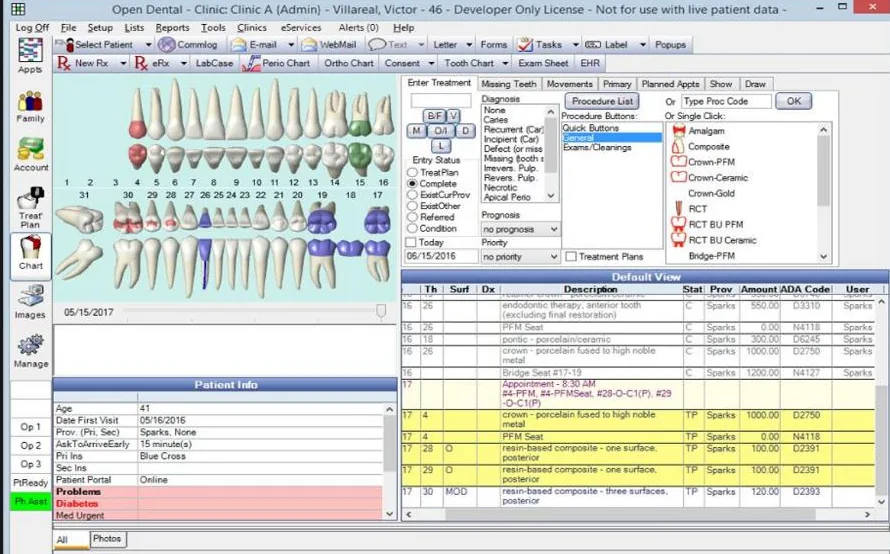 Open Dental - Clinic: Clinic A (Admin) - Villareal, Victor - 46 - Developer Only License - Not for use with live patient data -
Log Off File Setup Lists Reports Tools Clinics eServices Alerts (0) Help
Select Patient Commlog E-mail WebMail Text Letter Forms Tasks Label Popups
New Rx eRx LabCase Perio Chart Ortho Chart Consent Tooth Chart Exam Sheet EHR
Appts
Family
Account
Treat' Plan
Chart
Images
Manage
Op 1
Op 2
Op 3
PtReady
Ph Asst
1 2 3 4 5 6 7 8 9 10 11 12 13 14 15 16
31 30 29 28 27 26 25 24 23 22 21 20 19 18 17
05/15/2017
Enter Treatment Missing Teeth Movements Primary Planned Appts Show Draw
B/F V
M O/I D
L
Entry Status
TreatPlan
Complete
ExistCurProv
ExistOther
Referred
Condition
Today
06/15/2016
Diagnosis
None
Caries
Recurrent (Car)
Incipient (Car)
Defect (or miss
Missing (tooth s
Irrevers. Pulp.
Revers. Pulp.
Necrotic
Apical Perio
Prognosis
no prognosis
Priority
no priority
Procedure List
Or Type Proc Code OK
Procedure Buttons:
Quick Buttons
General
Exams/Cleanings
Treatment Plans
Or Single Click:
Amalgam
Composite
Crown-PFM
Crown-Ceramic
Crown-Gold
RCT
RCT BU PFM
RCT BU Ceramic
Bridge-PFM
Default View
Th Surf Dx Description Stat Prov Amount ADA Code User
16 26 endodontic therapy, anterior tooth C Sparks 550.00 D3310 Sparks
(excluding final restoration)
16 26 PFM Seat C Sparks 0.00 N4118 Sparks
16 18 pontic - porcelain/ceramic C Sparks 300.00 D6245 Sparks
16 26 crown - porcelain fused to high noble C Sparks 1000.00 D2750 Sparks
metal
16 Bridge Seat #17-19 C Sparks 1200.00 N4127 Sparks
17 Appointment - 8:30 AM
#4-PFM, #4-PFMSeat, #28-O-C1(P), #29
-O-C1(P)
17 4 crown - porcelain fused to high noble TP Sparks 1000.00 D2750
metal
17 4 PFM Seat TP Sparks 0.00 N4118
17 28 O resin-based composite - one surface, TP Sparks 100.00 D2391
posterior
17 29 O resin-based composite - one surface, TP Sparks 100.00 D2391
posterior
17 30 MOD resin-based composite - three surfaces, TP Sparks 120.00 D2393
posterior
Patient Info
Age 41
Date First Visit 05/16/2016
Prov. (Pri, Sec) Sparks, None
AskToArriveEarly 15 minute(s)
Pri Ins Blue Cross
Sec Ins
Patient Portal Online
Problems
Diabetes
Med Urgent
All Photos